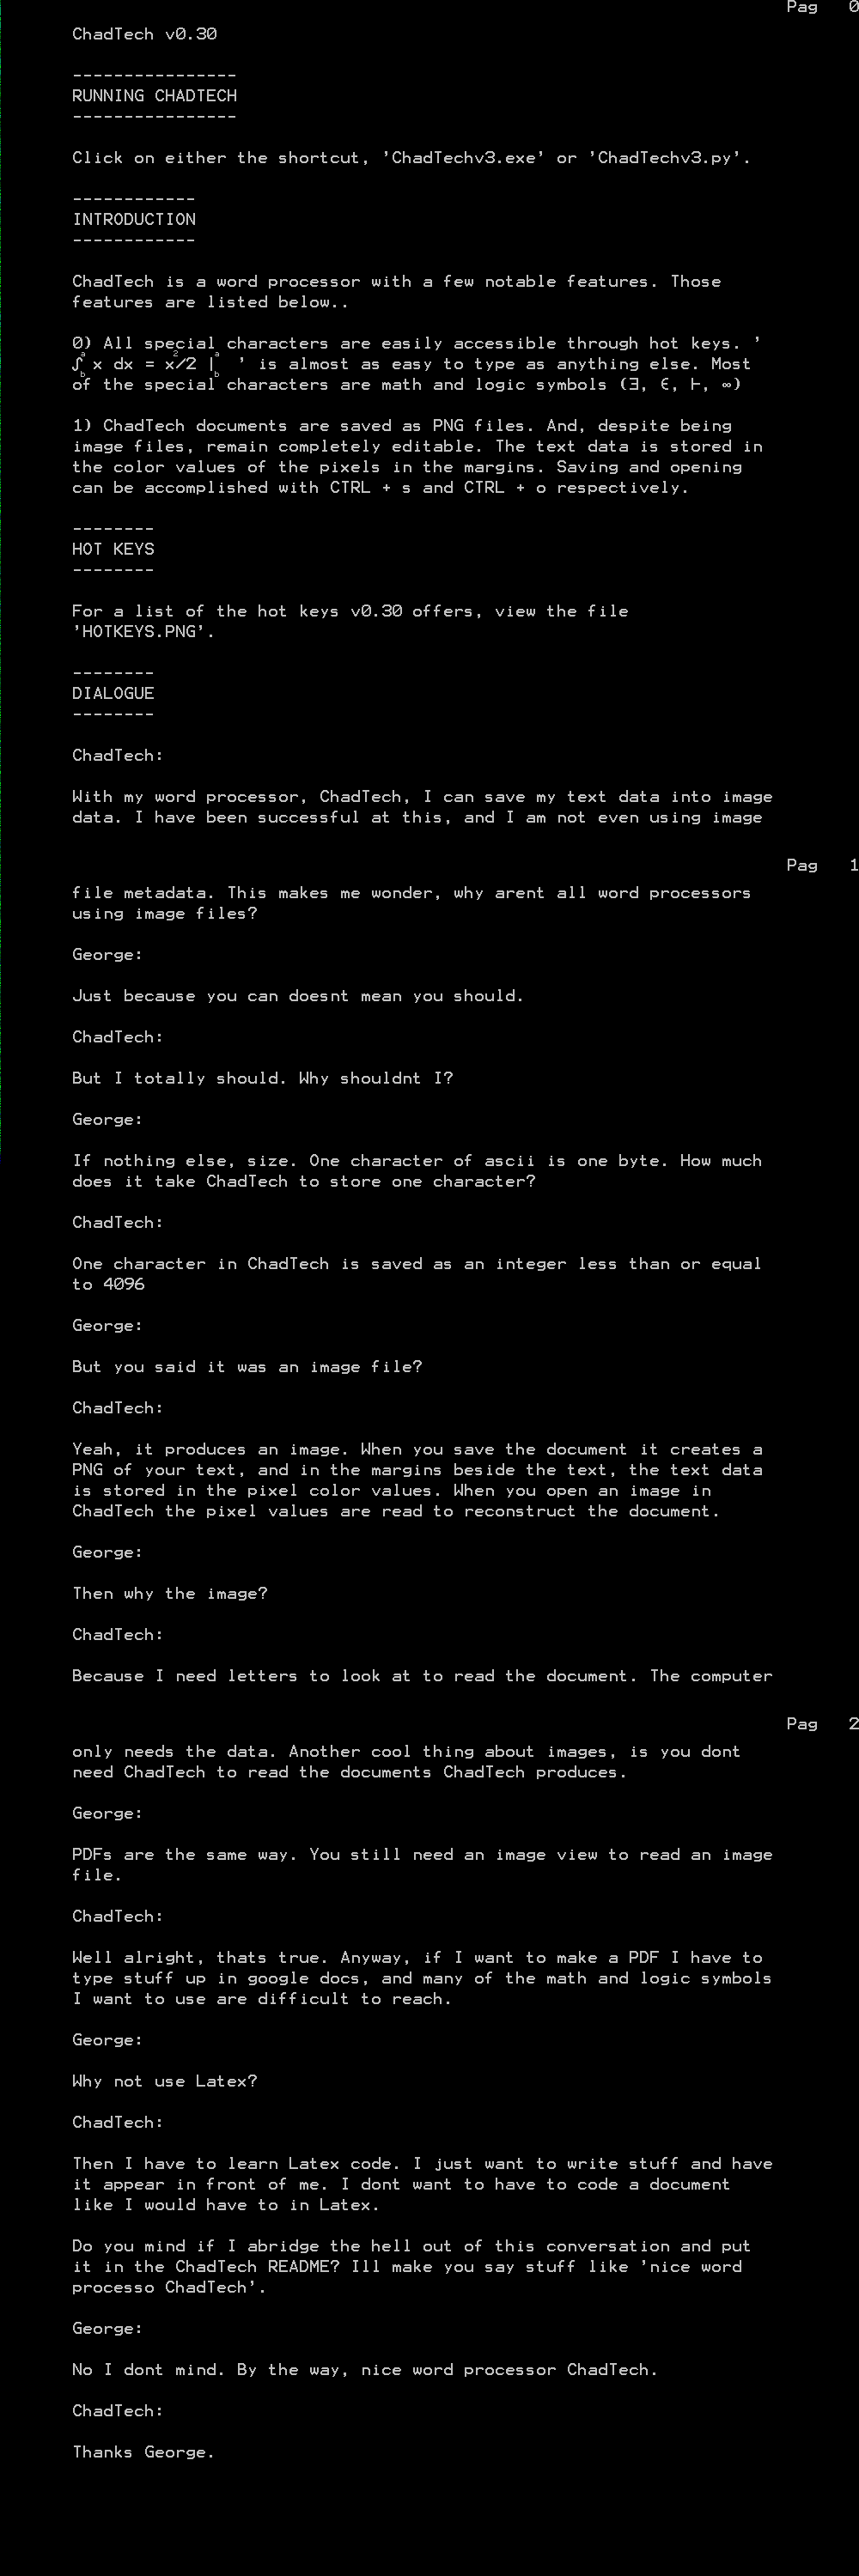 Pag 0
ChadTech v0.30
----------------
RUNNING CHADTECH
----------------
Click on either the shortcut, 'ChadTechv3.exe' or 'ChadTechv3.py'.
------------
INTRODUCTION
------------
ChadTech is a word processor with a few notable features. Those
features are listed below..
0) All special characters are easily accessible through hot keys. '
∫ᵃ_b x dx = x²/2 |ᵃ_b ' is almost as easy to type as anything else. Most
of the special characters are math and logic symbols (∃, ∈, ⊢, ∞)
1) ChadTech documents are saved as PNG files. And, despite being
image files, remain completely editable. The text data is stored in
the color values of the pixels in the margins. Saving and opening
can be accomplished with CTRL + s and CTRL + o respectively.
--------
HOT KEYS
--------
For a list of the hot keys v0.30 offers, view the file
'HOTKEYS.PNG'.
--------
DIALOGUE
--------
ChadTech:
With my word processor, ChadTech, I can save my text data into image
data. I have been successful at this, and I am not even using image
Pag 1
file metadata. This makes me wonder, why arent all word processors
using image files?
George:
Just because you can doesnt mean you should.
ChadTech:
But I totally should. Why shouldnt I?
George:
If nothing else, size. One character of ascii is one byte. How much
does it take ChadTech to store one character?
ChadTech:
One character in ChadTech is saved as an integer less than or equal
to 4096
George:
But you said it was an image file?
ChadTech:
Yeah, it produces an image. When you save the document it creates a
PNG of your text, and in the margins beside the text, the text data
is stored in the pixel color values. When you open an image in
ChadTech the pixel values are read to reconstruct the document.
George:
Then why the image?
ChadTech:
Because I need letters to look at to read the document. The computer
Pag 2
only needs the data. Another cool thing about images, is you dont
need ChadTech to read the documents ChadTech produces.
George:
PDFs are the same way. You still need an image view to read an image
file.
ChadTech:
Well alright, thats true. Anyway, if I want to make a PDF I have to
type stuff up in google docs, and many of the math and logic symbols
I want to use are difficult to reach.
George:
Why not use Latex?
ChadTech:
Then I have to learn Latex code. I just want to write stuff and have
it appear in front of me. I dont want to have to code a document
like I would have to in Latex.
Do you mind if I abridge the hell out of this conversation and put
it in the ChadTech README? Ill make you say stuff like 'nice word
processo ChadTech'.
George:
No I dont mind. By the way, nice word processor ChadTech.
ChadTech:
Thanks George.